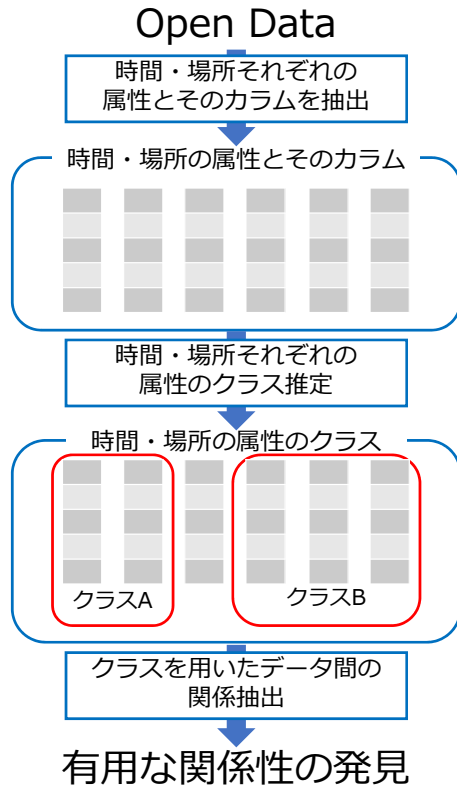 Open Data
時間・場所それぞれの
属性とそのカラムを抽出
時間・場所の属性とそのカラム
時間・場所それぞれの
属性のクラス推定
時間・場所の属性のクラス
クラスA
クラスB
クラスを用いたデータ間の
関係抽出
有用な関係性の発見